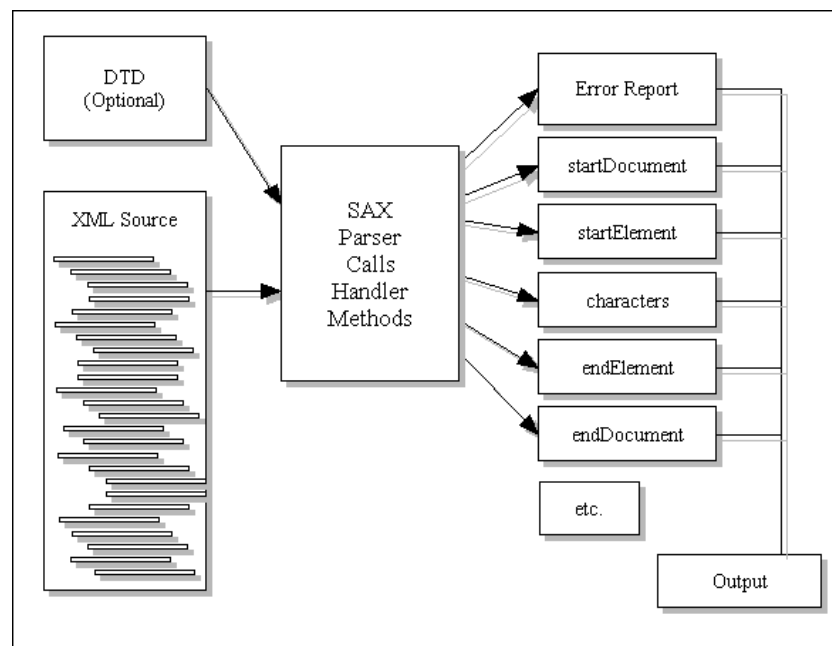 DTD
(Optional)
XML Source
SAX
Parser
Calls
Handler
Methods
Error Report
startDocument
startElement
characters
endElement
endDocument
etc.
Output